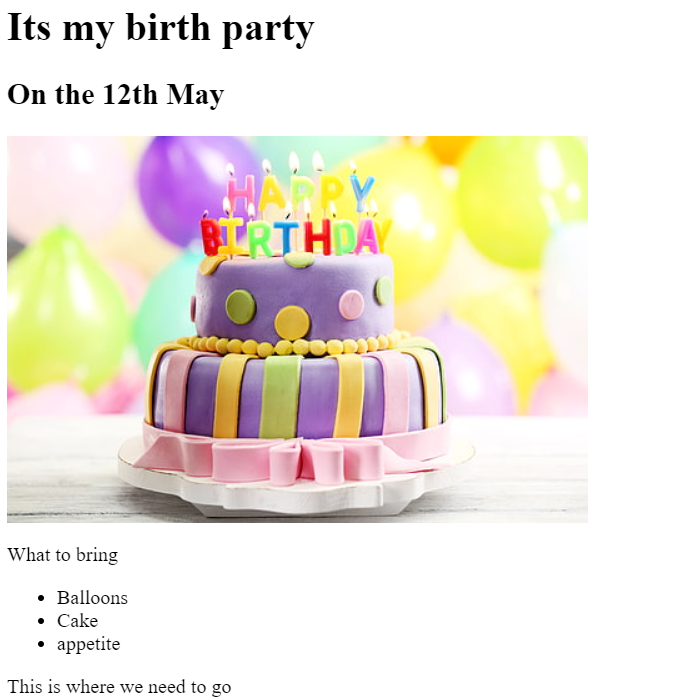 Its my birth party
On the 12th May
HAPPY
BIRTHDAY
What to bring
Balloons
Cake
appetite
This is where we need to go